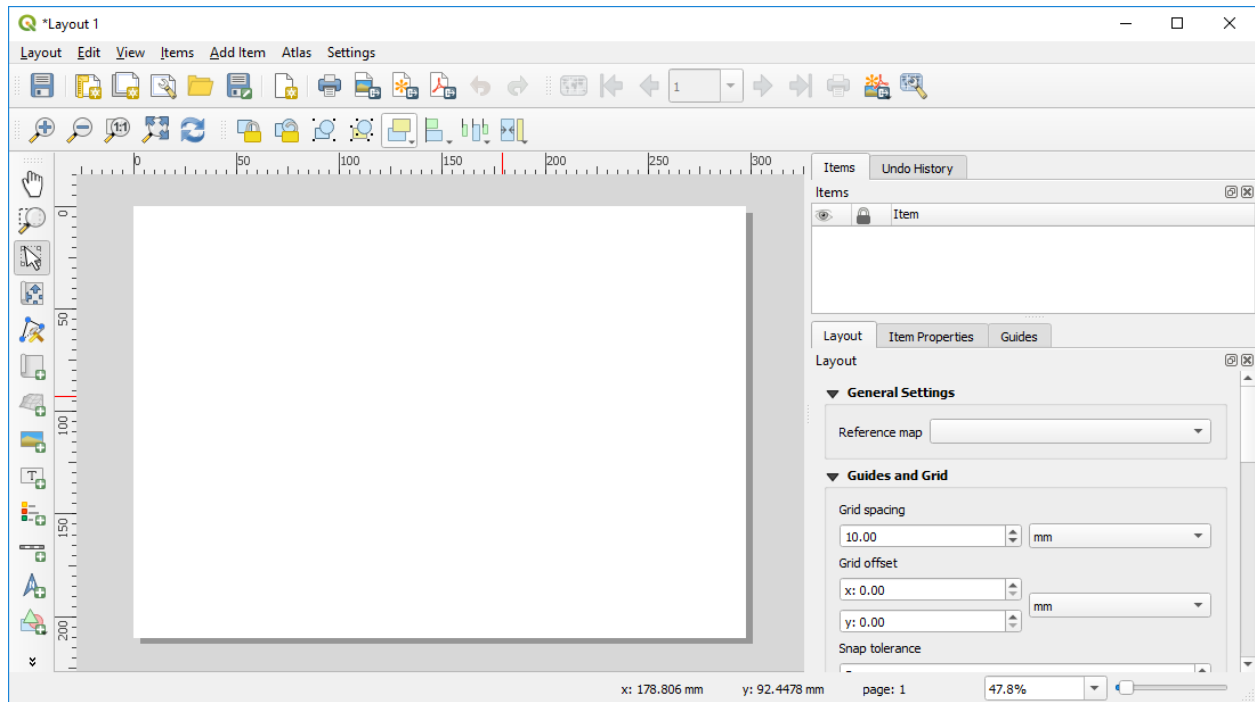 *Layout 1
Layout Edit View Items Add Item Atlas Settings
1
1:1
0 50 100 150 200 250 300
0
50
100
150
200
T
Items Undo History
Items
Item
Layout Item Properties Guides
Layout
General Settings
Reference map
Guides and Grid
Grid spacing
10.00 mm
Grid offset
x: 0.00
mm
y: 0.00
Snap tolerance
x: 178.806 mm y: 92.4478 mm page: 1 47.8%